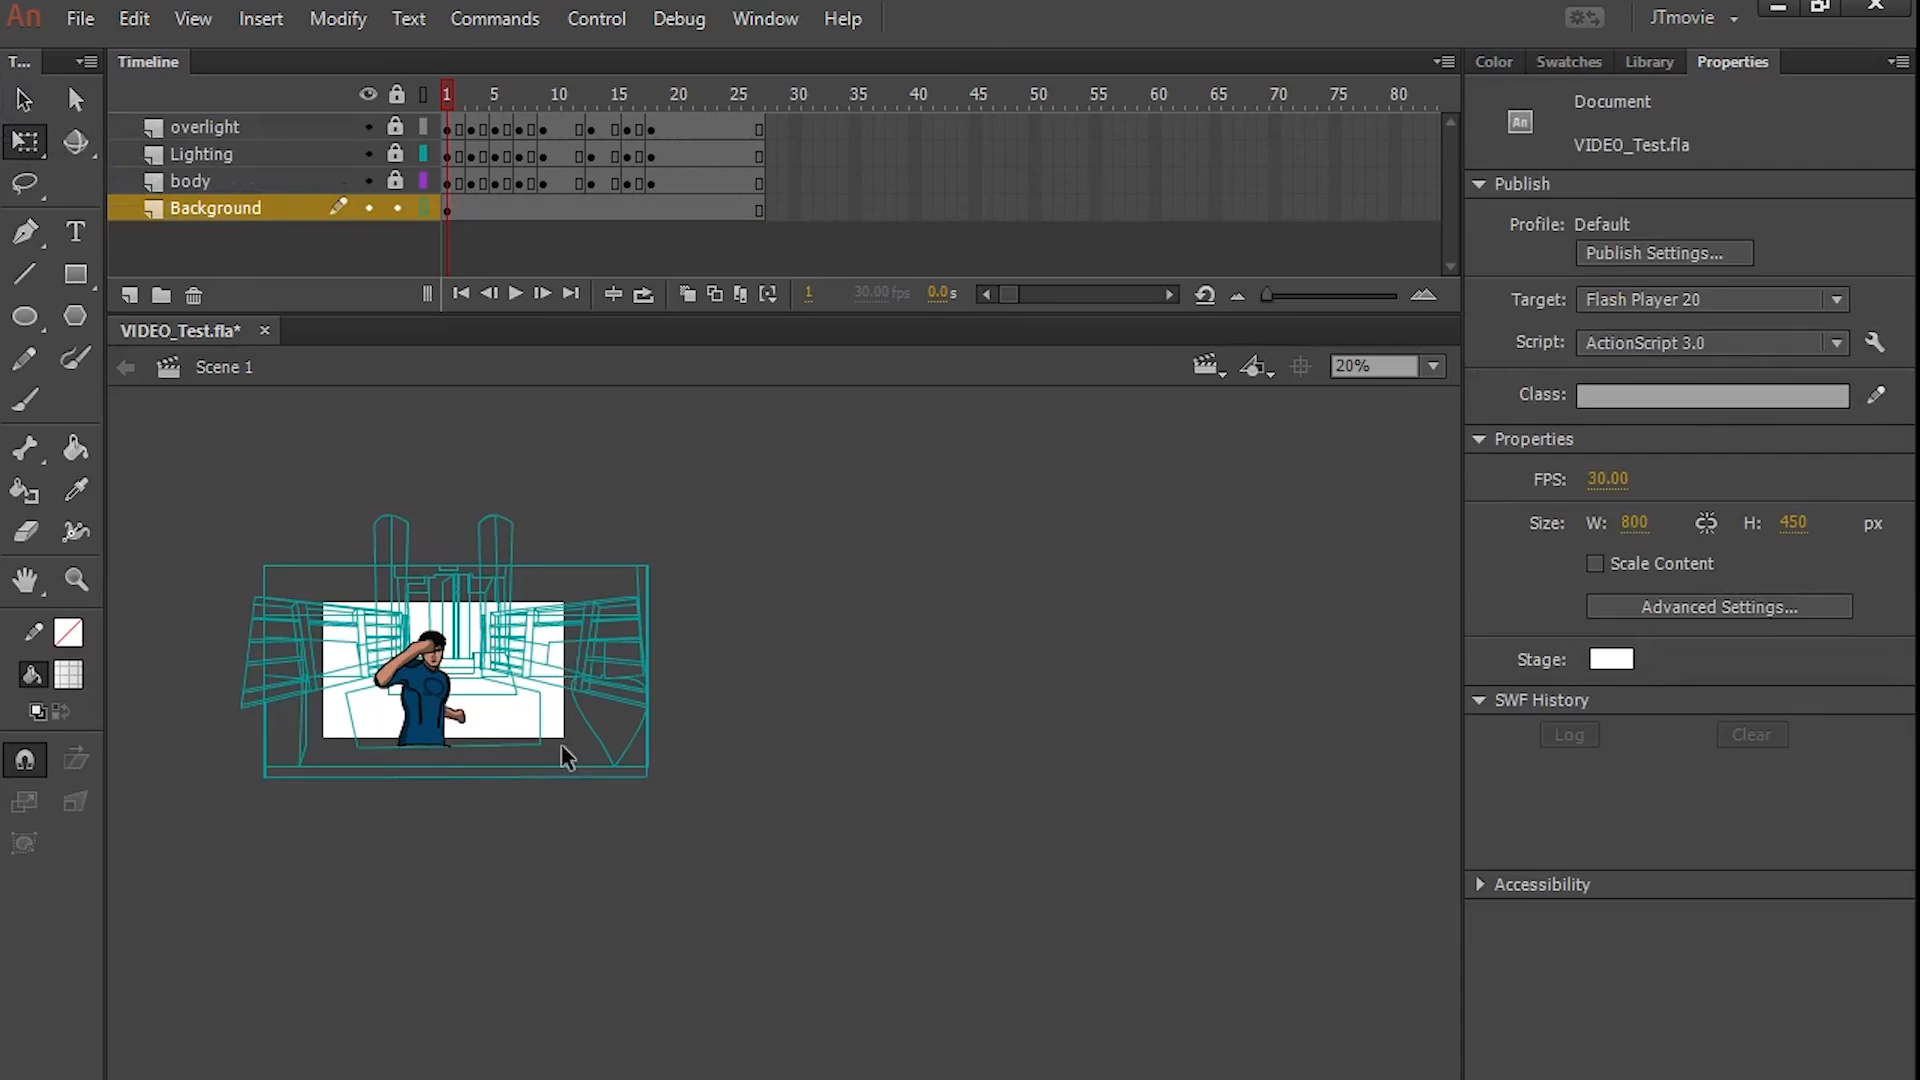 An File Edit View Insert Modify Text Commands Control Debug Window Help JTmovie
T... Timeline Color Swatches Library Properties
1 5 10 15 20 25 30 35 40 45 50 55 60 65 70 75 80
overlight
Lighting
body
Background
1 30.00 fps 0.0 s
VIDEO_Test.fla* ×
Scene 1 20%
Document
An
VIDEO_Test.fla
Publish
Profile: Default
Publish Settings...
Target: Flash Player 20
Script: ActionScript 3.0
Class:
Properties
FPS: 30.00
Size: W: 800 H: 450 px
Scale Content
Advanced Settings...
Stage:
SWF History
Log Clear
Accessibility